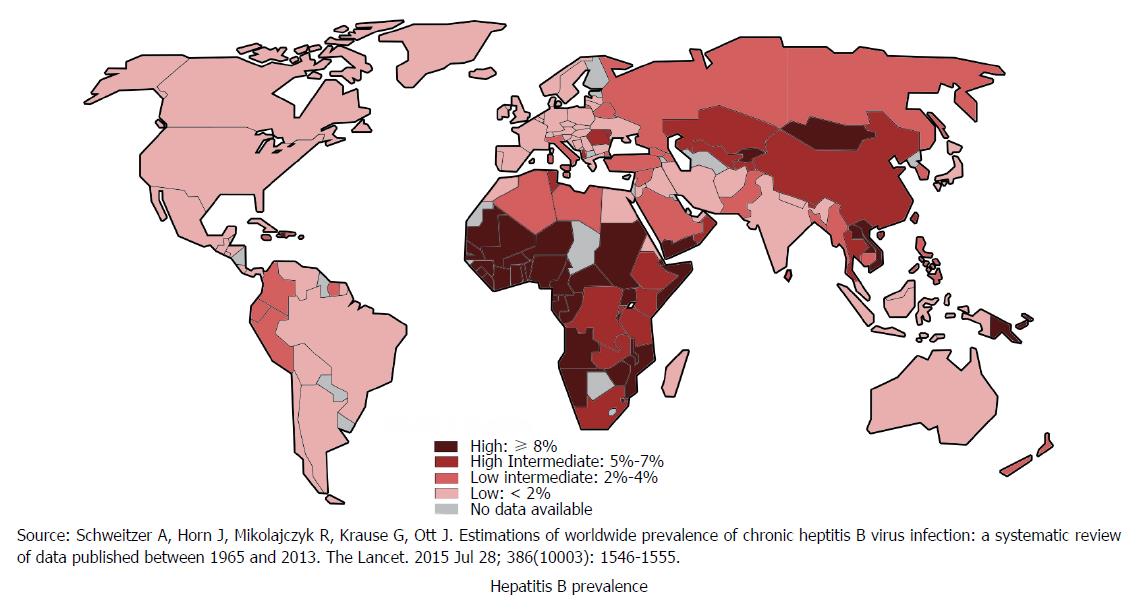 High: ⩾ 8%
High Intermediate: 5%-7%
Low intermediate: 2%-4%
Low: < 2%
No data available
Source: Schweitzer A, Horn J, Mikolajczyk R, Krause G, Ott J. Estimations of worldwide prevalence of chronic heptitis B virus infection: a systematic review
of data published between 1965 and 2013. The Lancet. 2015 Jul 28; 386(10003): 1546-1555.
Hepatitis B prevalence